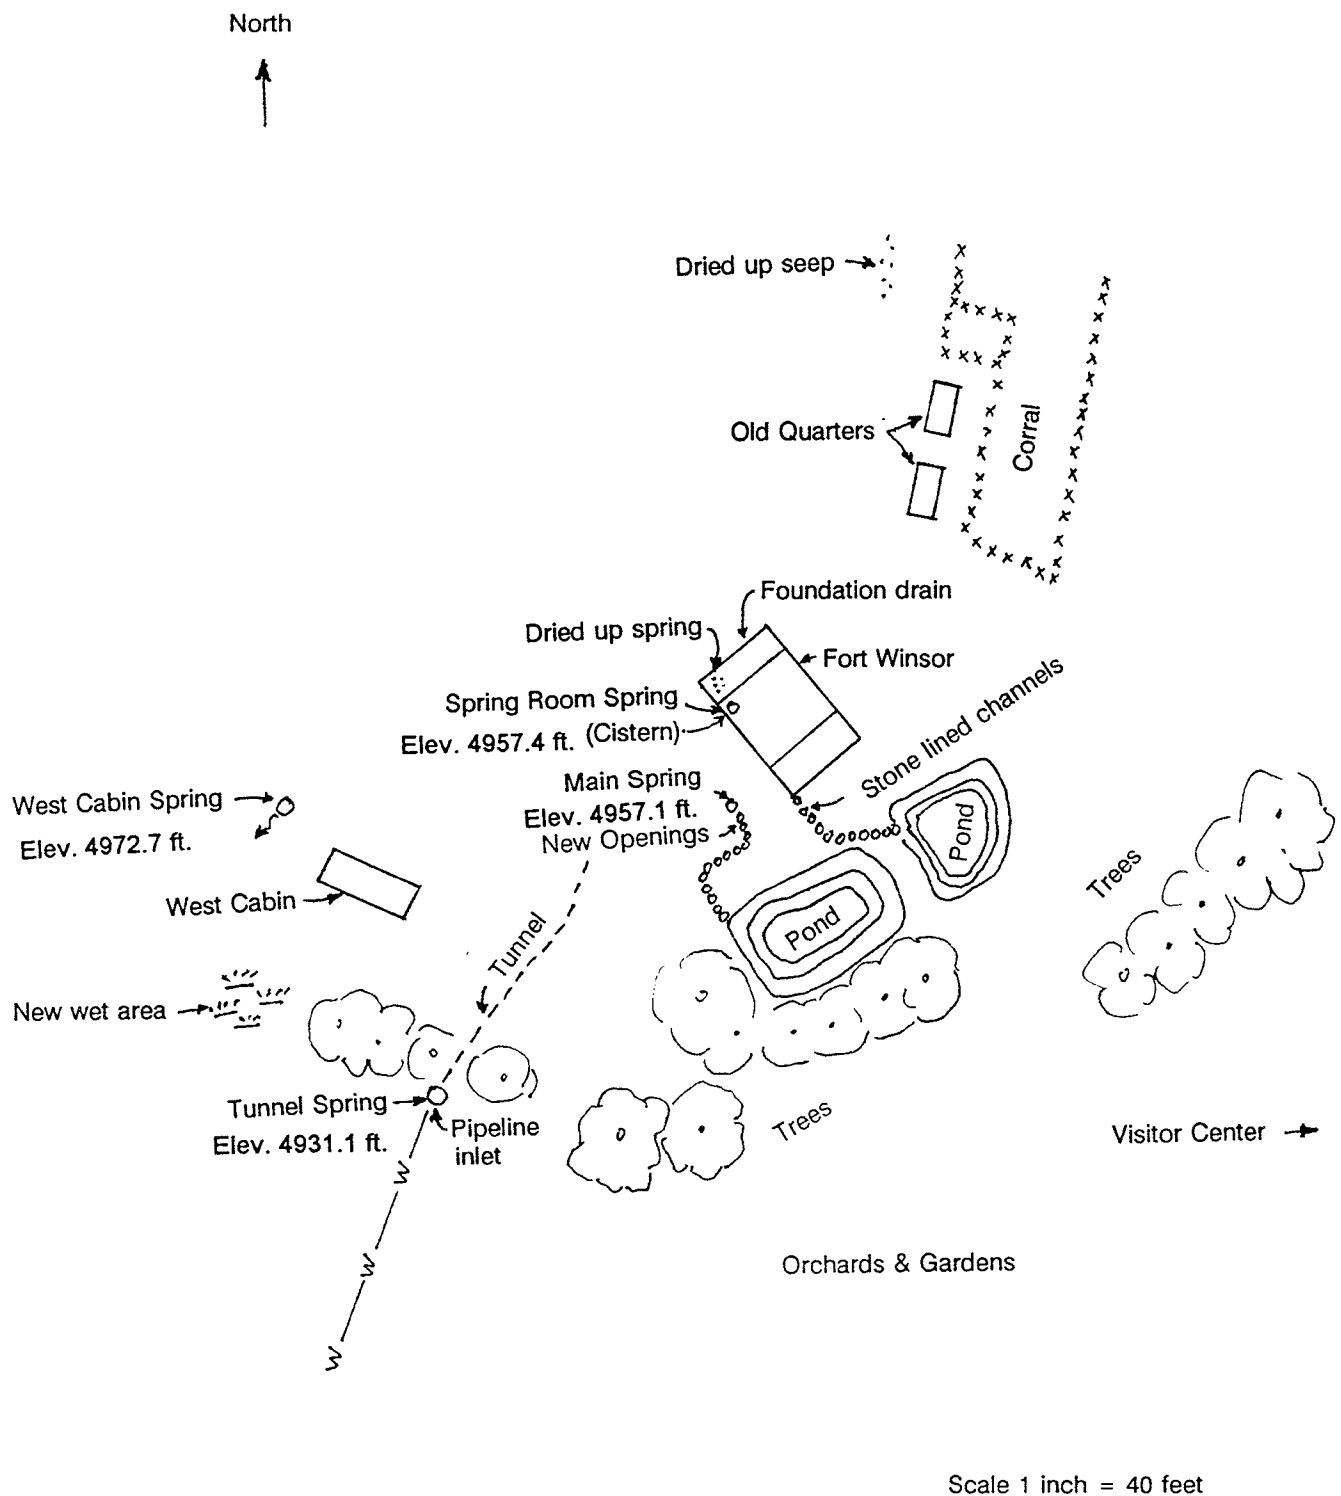 North
Dried up seep
Corral
Old Quarters
Foundation drain
Dried up spring
Fort Winsor
Spring Room Spring
(Cistern)
Elev. 4957.4 ft.
Stone lined channels
Main Spring
Elev. 4957.1 ft.
New Openings
West Cabin Spring
Elev. 4972.7 ft.
Pond
Trees
West Cabin
Pond
Tunnel
New wet area
Tunnel Spring
Elev. 4931.1 ft.
Pipeline
inlet
Trees
Visitor Center
W
W
W
Orchards & Gardens
Scale 1 inch = 40 feet